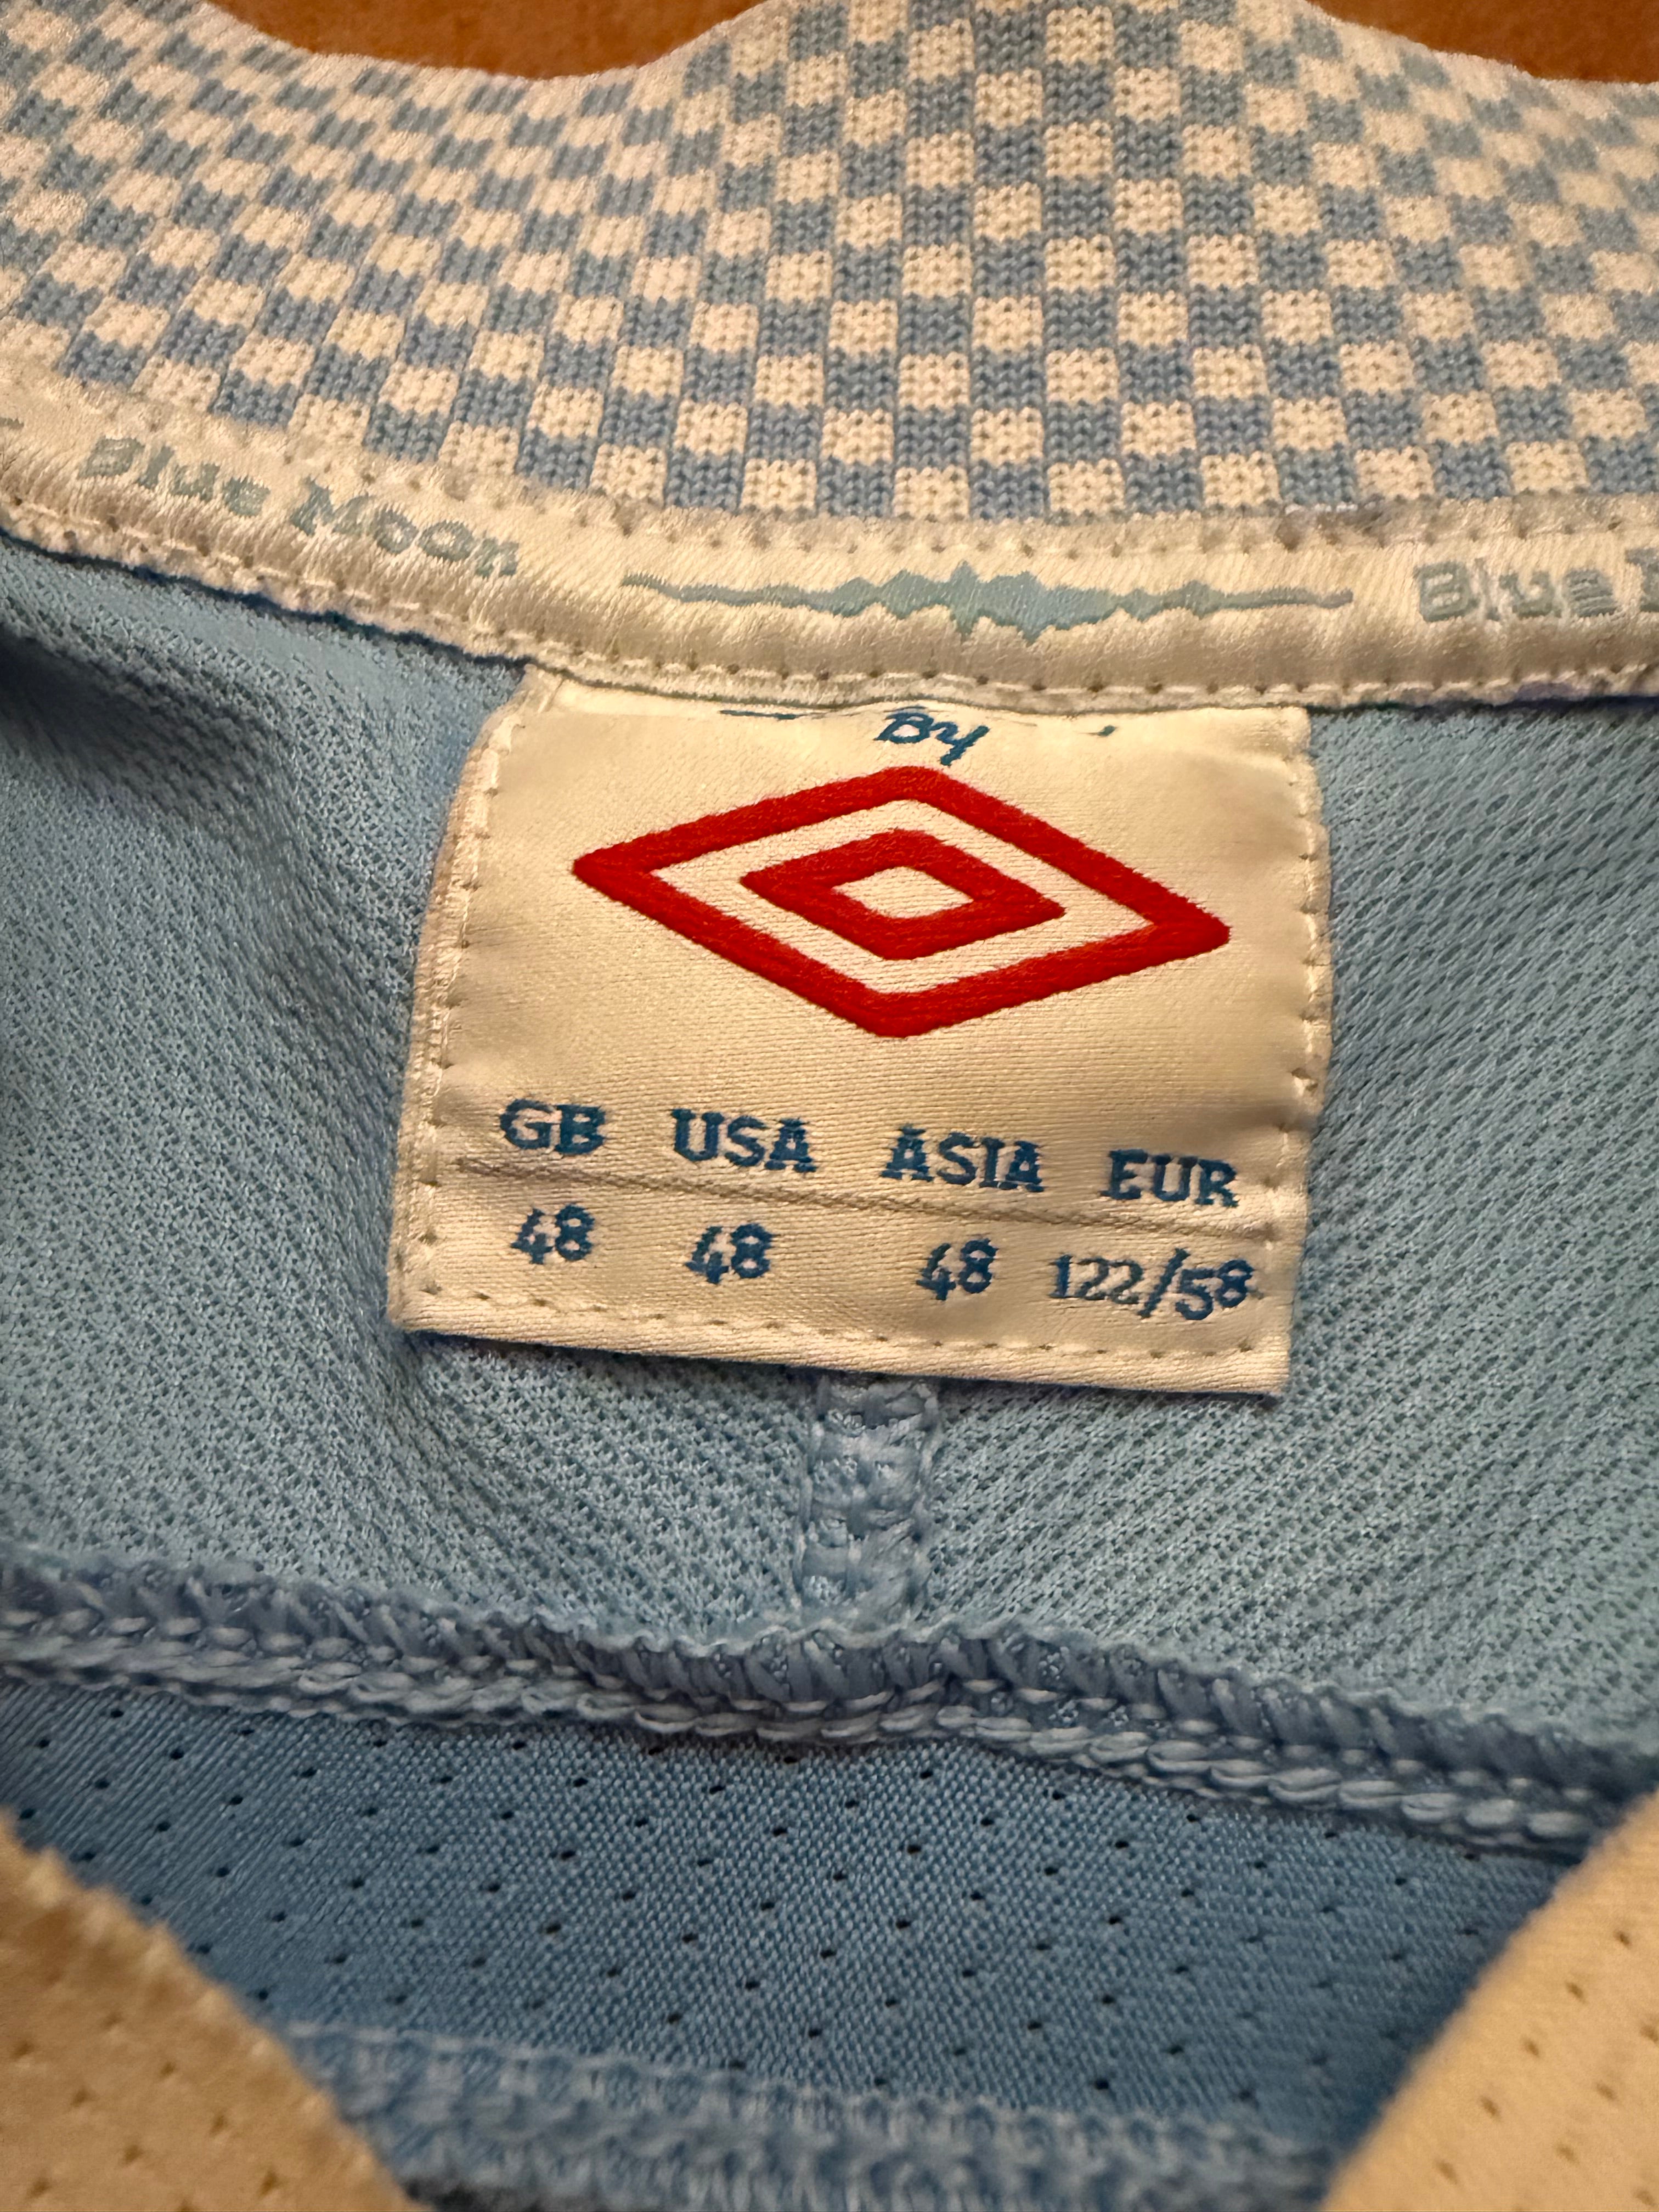 Blue Moon
Blue
By
GB USA ASIA EUR
48 48 48 122/58